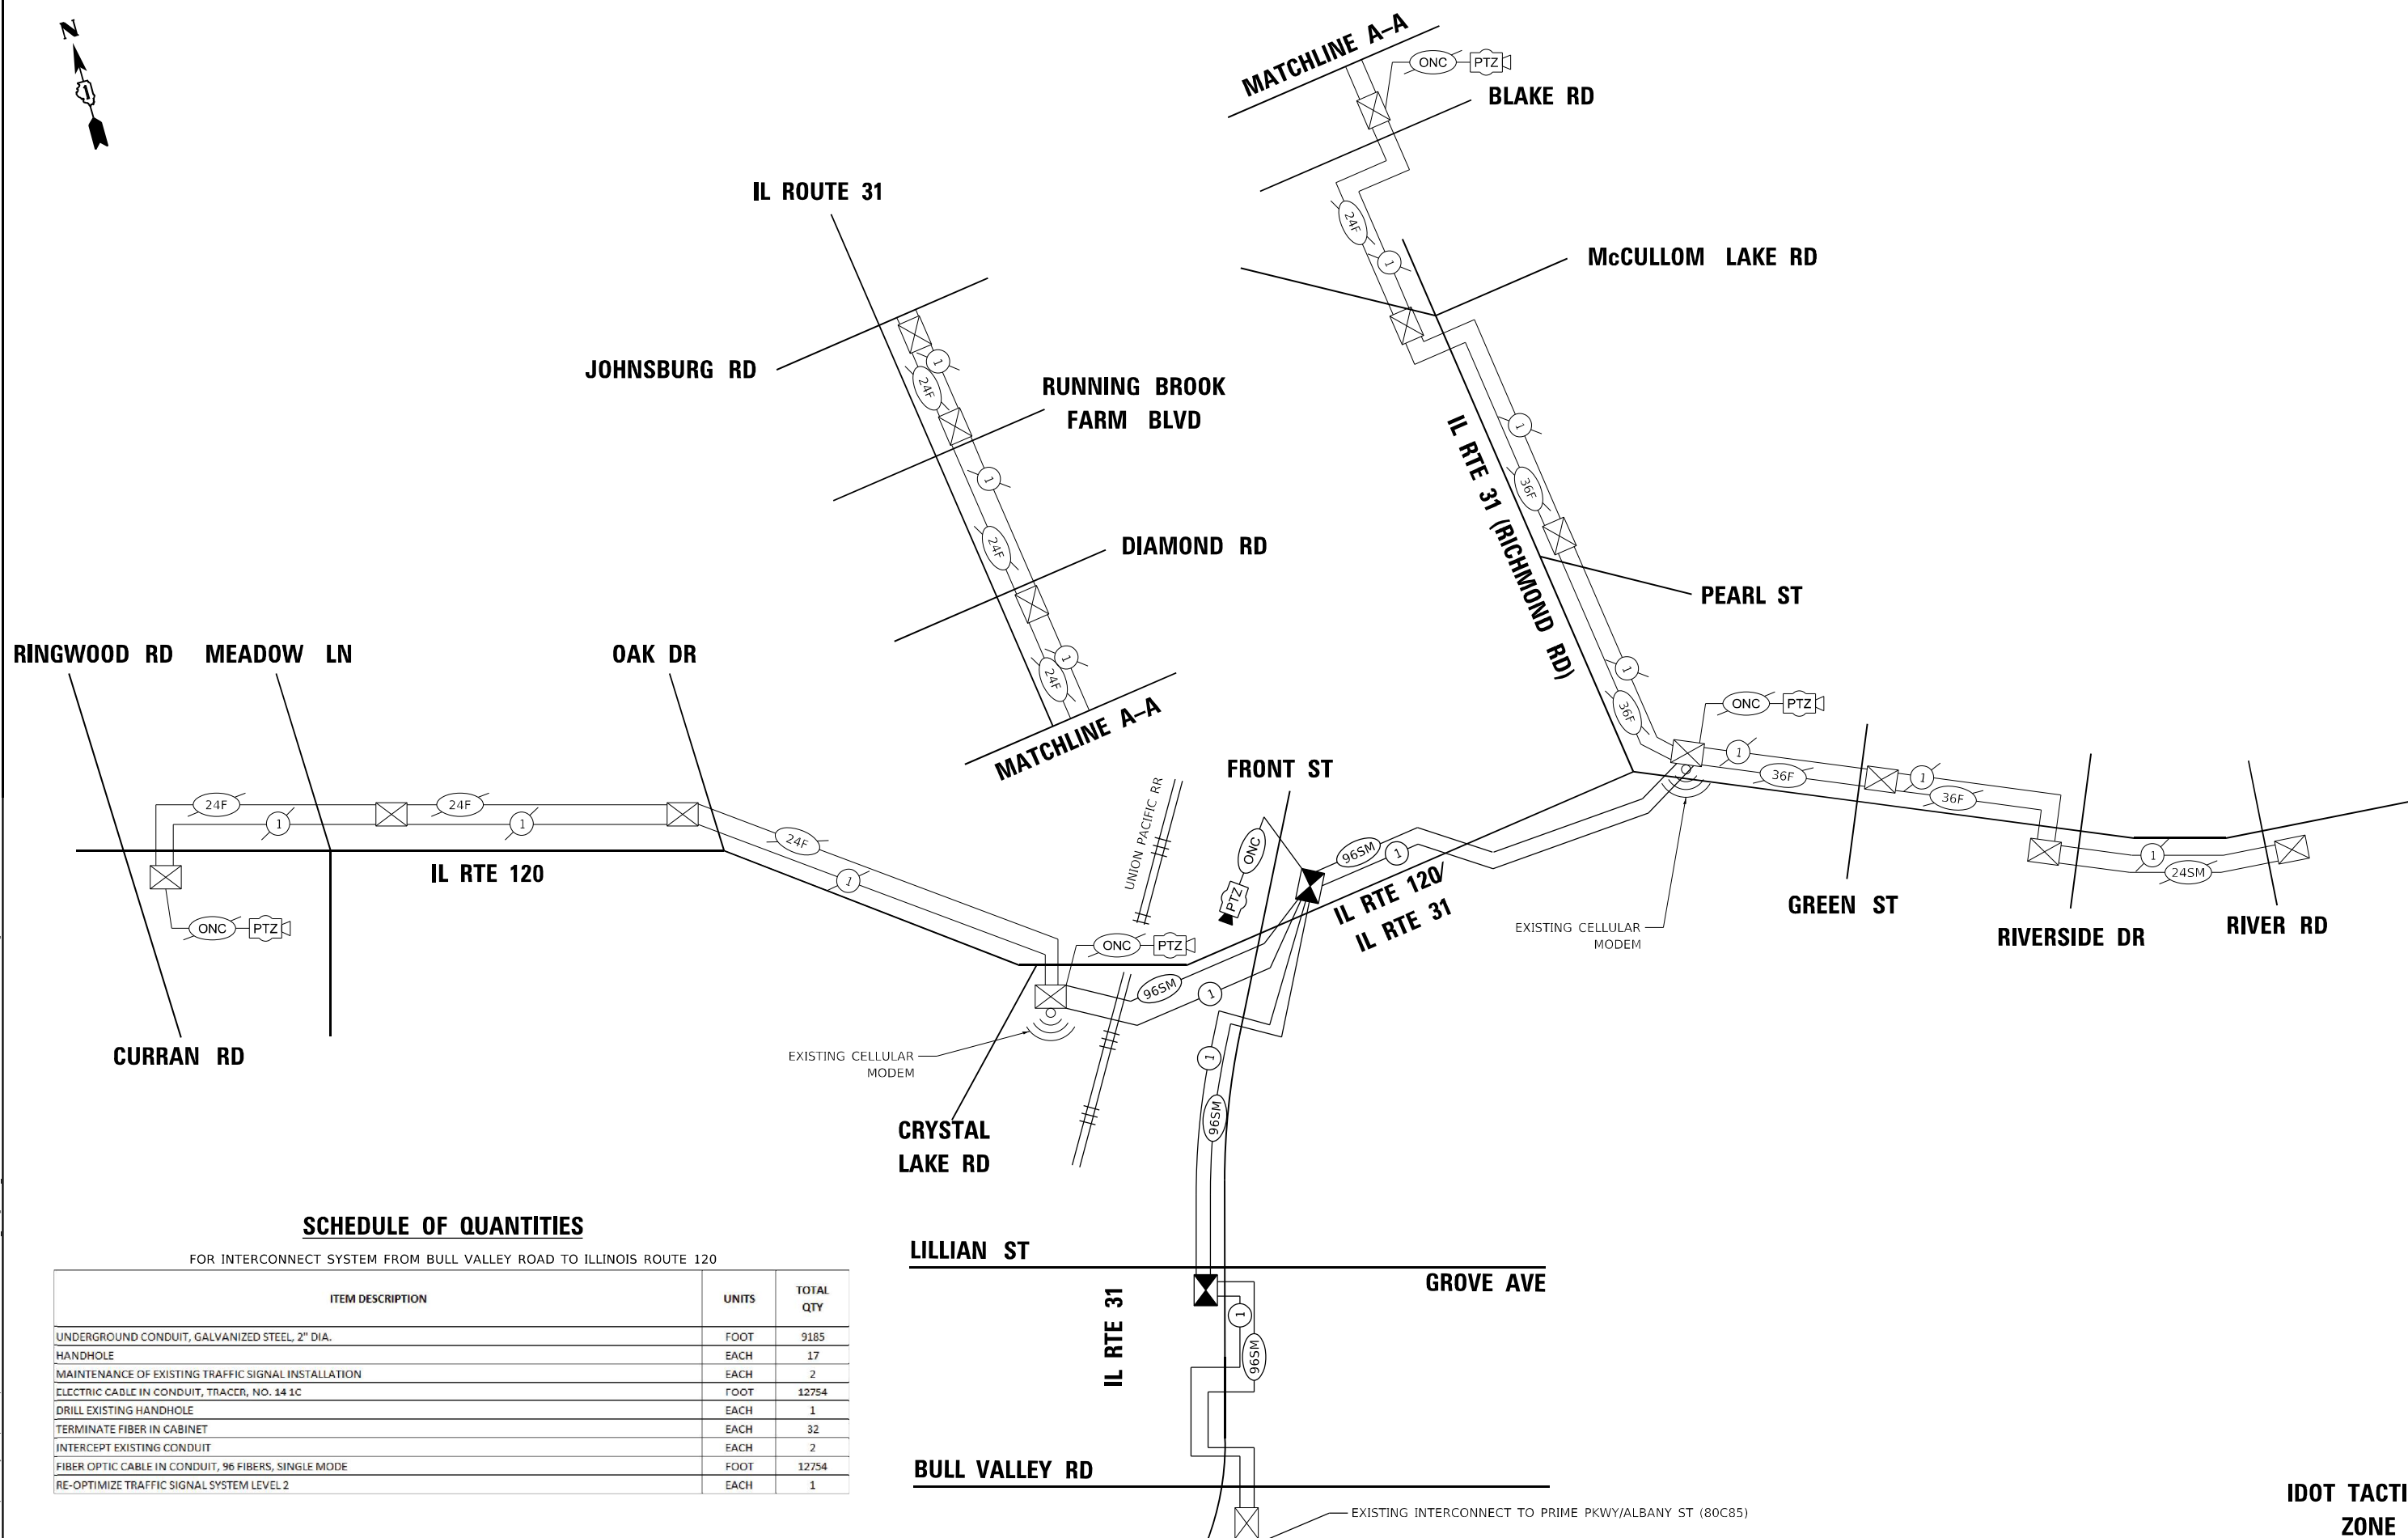 N
1
MATCHLINE A–A
ONC
PTZ
BLAKE RD
IL ROUTE 31
24F
1
McCULLOM LAKE RD
JOHNSBURG RD
1
24F
RUNNING BROOK
FARM BLVD
1
24F
DIAMOND RD
1
24F
MATCHLINE A–A
1
36F
IL RTE 31 (RICHMOND RD)
PEARL ST
1
36F
ONC
PTZ
RINGWOOD RD
MEADOW LN
OAK DR
24F
1
24F
1
24F
1
IL RTE 120
ONC
PTZ
CURRAN RD
UNION PACIFIC RR
FRONT ST
ONC
PTZ
96SM
1
IL RTE 120/
IL RTE 31
1
36F
1
36F
1
24SM
GREEN ST
RIVERSIDE DR
RIVER RD
EXISTING CELLULAR
MODEM
ONC
PTZ
96SM
1
EXISTING CELLULAR
MODEM
CRYSTAL
LAKE RD
1
96SM
LILLIAN ST
GROVE AVE
IL RTE 31
1
96SM
BULL VALLEY RD
EXISTING INTERCONNECT TO PRIME PKWY/ALBANY ST (80C85)
SCHEDULE OF QUANTITIES
FOR INTERCONNECT SYSTEM FROM BULL VALLEY ROAD TO ILLINOIS ROUTE 120
ITEM DESCRIPTION UNITS TOTAL QTY
UNDERGROUND CONDUIT, GALVANIZED STEEL, 2" DIA. FOOT 9185
HANDHOLE EACH 17
MAINTENANCE OF EXISTING TRAFFIC SIGNAL INSTALLATION EACH 2
ELECTRIC CABLE IN CONDUIT, TRACER, NO. 14 1C FOOT 12754
DRILL EXISTING HANDHOLE EACH 1
TERMINATE FIBER IN CABINET EACH 32
INTERCEPT EXISTING CONDUIT EACH 2
FIBER OPTIC CABLE IN CONDUIT, 96 FIBERS, SINGLE MODE FOOT 12754
RE-OPTIMIZE TRAFFIC SIGNAL SYSTEM LEVEL 2 EACH 1
IDOT TACTI
ZONE